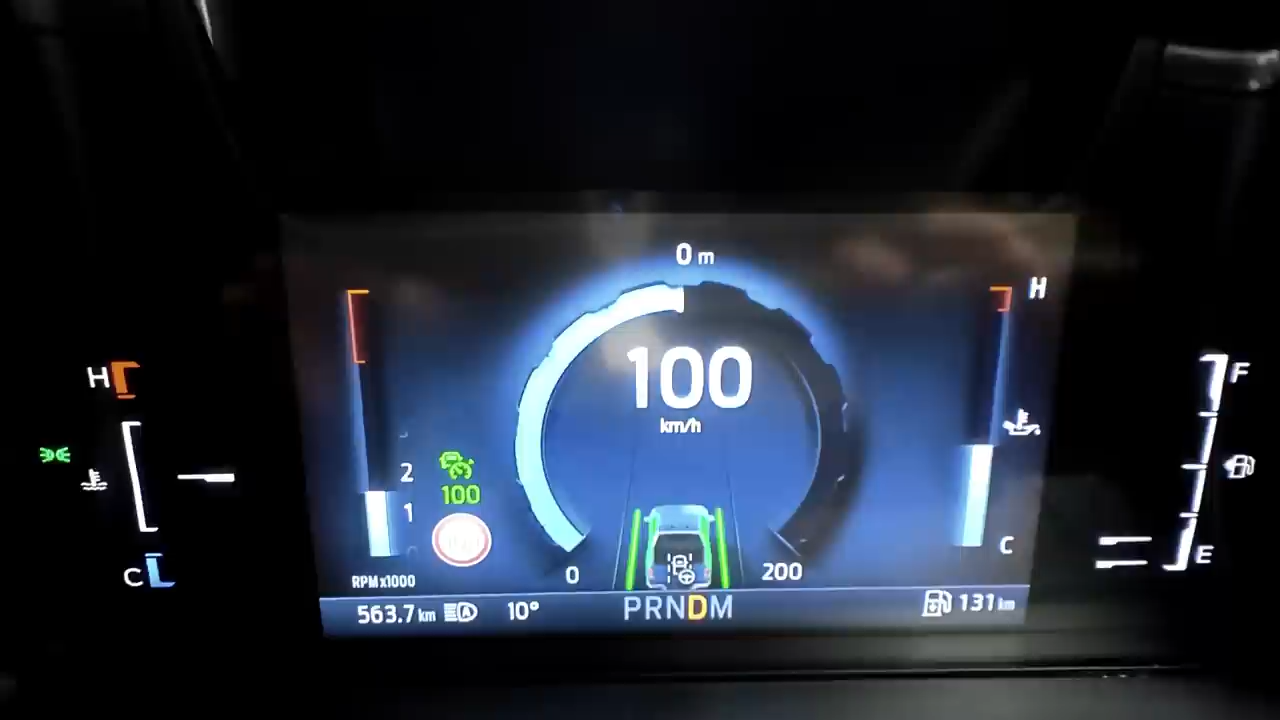 0 m
H
100
km/h
H
F
2
100
1
C
E
C
0
200
RPM x1000
563.7 km
A
10°
PRNDM
131 km